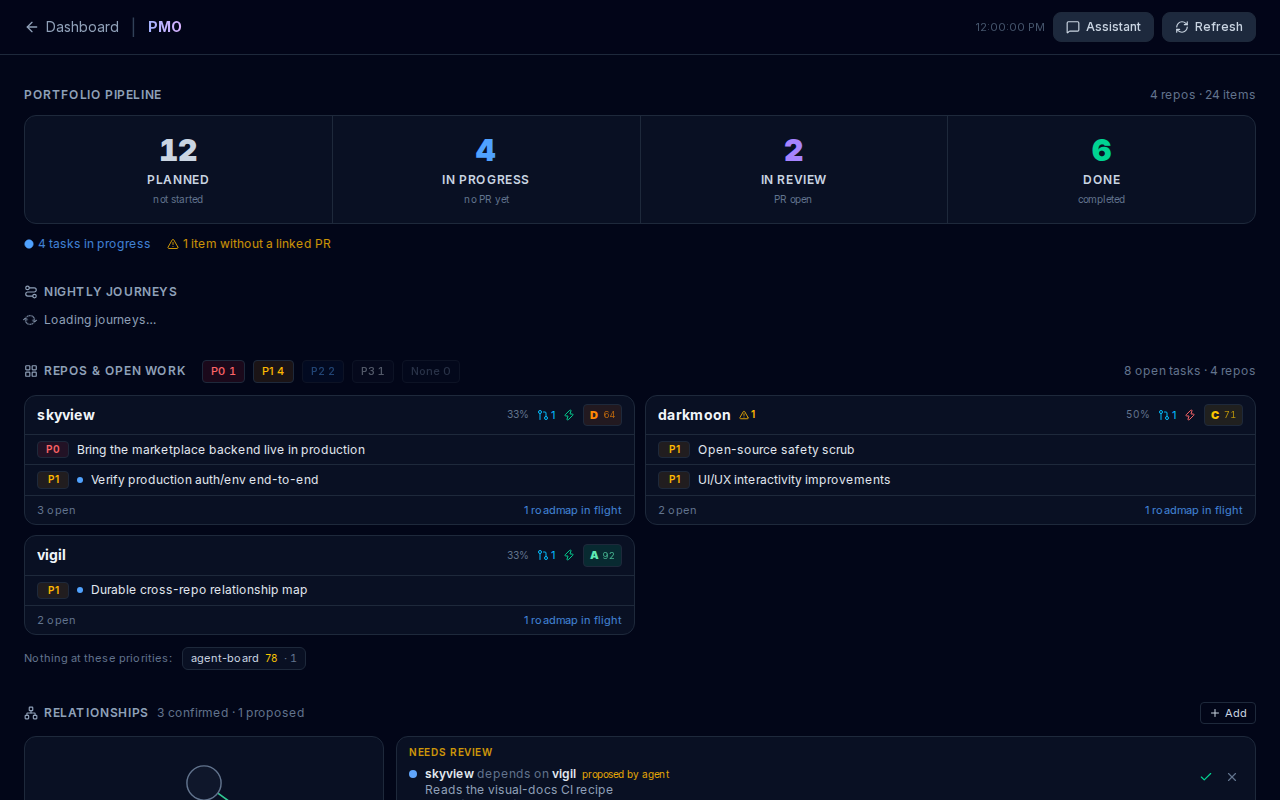 Dashboard
PMO
12:00:00 PM
Assistant
Refresh
PORTFOLIO PIPELINE
4 repos · 24 items
12
PLANNED
not started
4
IN PROGRESS
no PR yet
2
IN REVIEW
PR open
6
DONE
completed
4 tasks in progress
1 item without a linked PR
NIGHTLY JOURNEYS
Loading journeys...
REPOS & OPEN WORK
P0 1
P1 4
P2 2
P3 1
None 0
8 open tasks · 4 repos
skyview
33%
1
D 64
P0 Bring the marketplace backend live in production
P1 Verify production auth/env end-to-end
3 open
1 roadmap in flight
darkmoon
1
50%
1
C 71
P1 Open-source safety scrub
P1 UI/UX interactivity improvements
2 open
1 roadmap in flight
vigil
33%
1
A 92
P1 Durable cross-repo relationship map
2 open
1 roadmap in flight
Nothing at these priorities:
agent-board 78 · 1
RELATIONSHIPS
3 confirmed · 1 proposed
+ Add
NEEDS REVIEW
skyview depends on vigil proposed by agent
Reads the visual-docs CI recipe